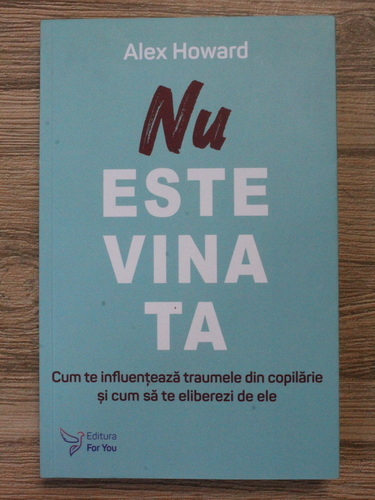 Alex Howard
Nu
ESTE
VINA
TA
Cum te influențează traumele din copilărie
și cum să te eliberezi de ele
Editura
For You